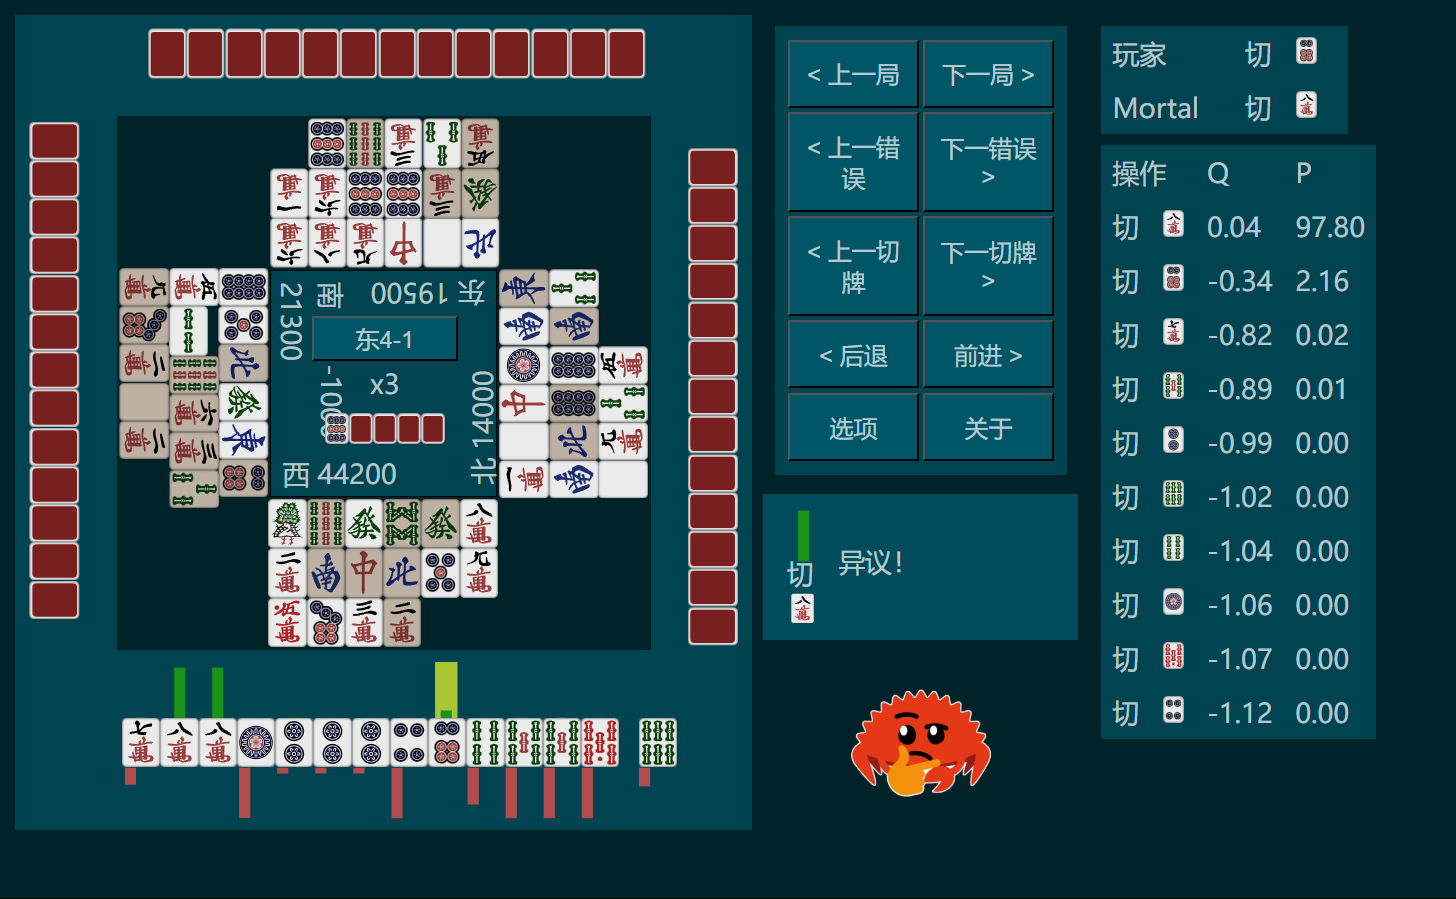 < 上一局
下一局 >
< 上一错误
下一错误 >
< 上一切牌
下一切牌 >
< 后退
前进 >
选项
关于
玩家 切
Mortal 切
操作 Q P
切 0.04 97.80
切 -0.34 2.16
切 -0.82 0.02
切 -0.89 0.01
切 -0.99 0.00
切 -1.02 0.00
切 -1.04 0.00
切 -1.06 0.00
切 -1.07 0.00
切 -1.12 0.00
东 19500
南 21300
东4-1
x3
北 14000
西 44200
切
异议！